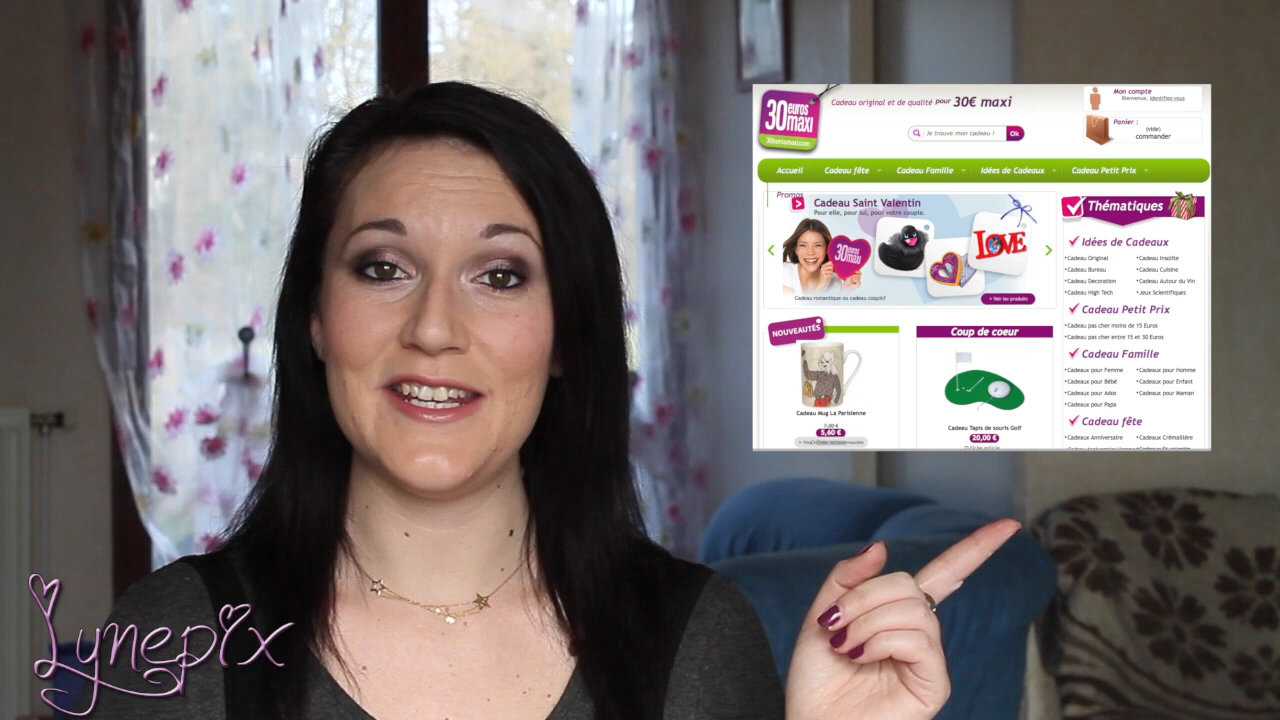 30 euros maxi
30eurosmaxi.com
Cadeau original et de qualité pour 30€ maxi
Je trouve mon cadeau !
Ok
Mon compte
Bienvenue, Identifiez-vous
Panier :
(vide)
commander
Accueil
Cadeau fête
Cadeau Famille
Idées de Cadeaux
Cadeau Petit Prix
Promos
Cadeau Saint Valentin
Pour elle, pour lui, pour votre couple.
30 euros maxi
LOVE
Cadeau romantique ou cadeau coquin?
> Voir les produits
NOUVEAUTÉS
Cadeau Mug La Parisienne
7,00 €
5,60 €
Coup de coeur
Cadeau Tapis de souris Golf
20,00 €
Thématiques
Idées de Cadeaux
Cadeau Original
Cadeau Insolite
Cadeau Bureau
Cadeau Cuisine
Cadeau Decoration
Cadeau Autour du Vin
Cadeau High Tech
Jeux Scientifiques
Cadeau Petit Prix
Cadeau pas cher moins de 15 Euros
Cadeau pas cher entre 15 et 30 Euros
Cadeau Famille
Cadeaux pour Femme
Cadeaux pour Homme
Cadeaux pour Bébé
Cadeaux pour Enfant
Cadeaux pour Ados
Cadeaux pour Maman
Cadeaux pour Papa
Cadeau fête
Cadeaux Anniversaire
Cadeaux Crémaillère
Lynepix